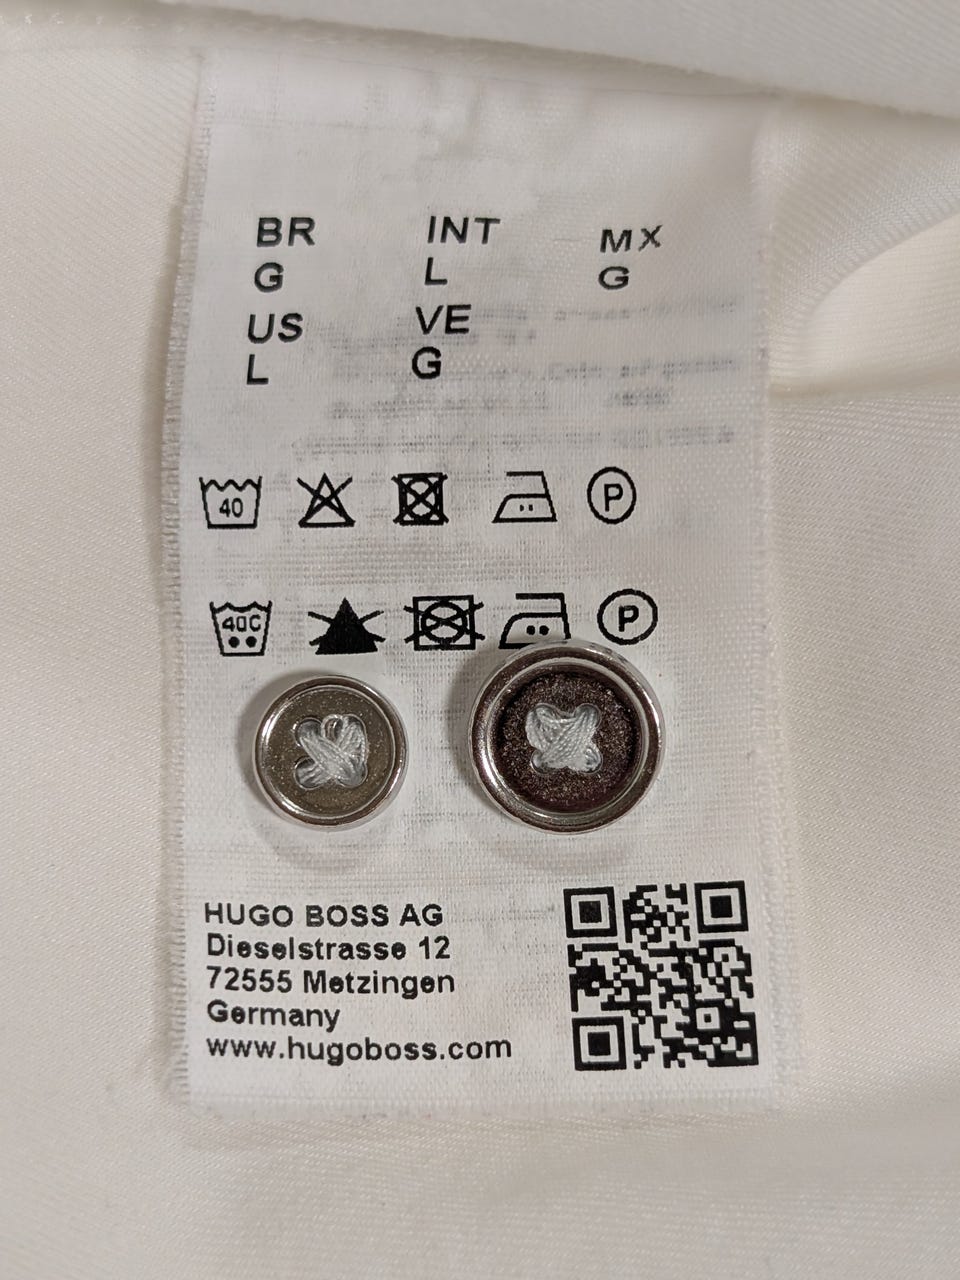 BR INT MX
G L G
US VE
L G
40 P
40C P
HUGO BOSS AG
Dieselstrasse 12
72555 Metzingen
Germany
www.hugoboss.com